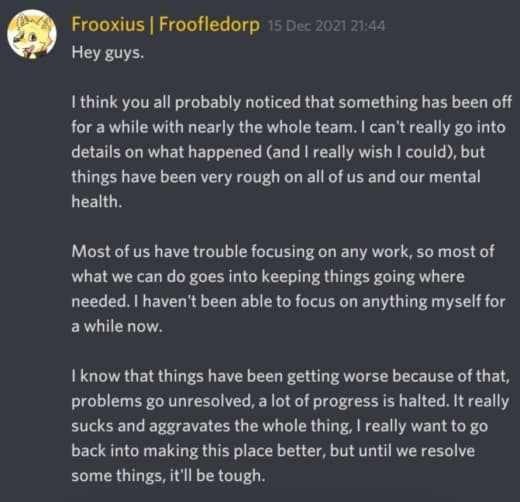 Frooxius | Froofledorp 15 Dec 2021 21:44
Hey guys.
I think you all probably noticed that something has been off
for a while with nearly the whole team. I can't really go into
details on what happened (and I really wish I could), but
things have been very rough on all of us and our mental
health.
Most of us have trouble focusing on any work, so most of
what we can do goes into keeping things going where
needed. I haven't been able to focus on anything myself for
a while now.
I know that things have been getting worse because of that,
problems go unresolved, a lot of progress is halted. It really
sucks and aggravates the whole thing, I really want to go
back into making this place better, but until we resolve
some things, it'll be tough.